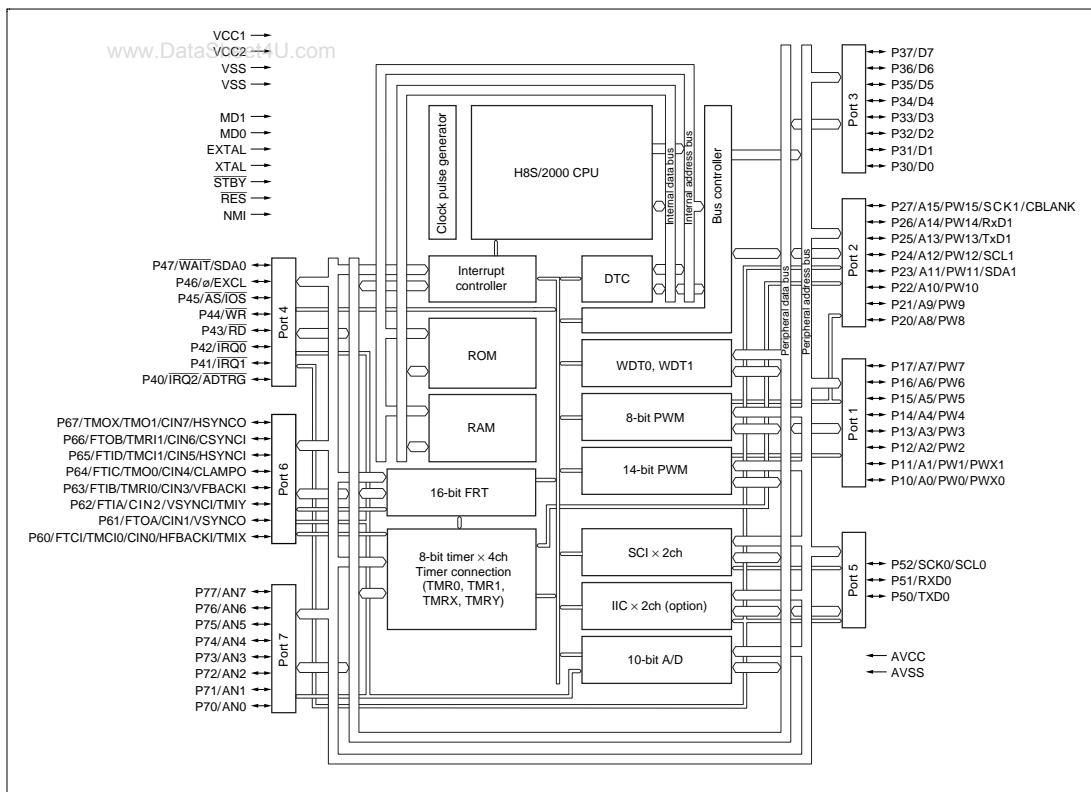 www.DataSheet4U.com
VCC1
VCC2
VSS
VSS
MD1
MD0
EXTAL
XTAL
STBY
RES
NMI
P47/WAIT/SDA0
P46/ø/EXCL
P45/AS/IOS
P44/WR
P43/RD
P42/IRQ0
P41/IRQ1
P40/IRQ2/ADTRG
Port 4
P67/TMOX/TMO1/CIN7/HSYNCO
P66/FTOB/TMRI1/CIN6/CSYNCI
P65/FTID/TMCI1/CIN5/HSYNCI
P64/FTIC/TMO0/CIN4/CLAMPO
P63/FTIB/TMRI0/CIN3/VFBACKI
P62/FTIA/CIN2/VSYNCI/TMIY
P61/FTOA/CIN1/VSYNCO
P60/FTCI/TMCI0/CIN0/HFBACKI/TMIX
Port 6
P77/AN7
P76/AN6
P75/AN5
P74/AN4
P73/AN3
P72/AN2
P71/AN1
P70/AN0
Port 7
Clock pulse generator
H8S/2000 CPU
Internal data bus
Internal address bus
Bus controller
Interrupt
controller
DTC
ROM
RAM
WDT0, WDT1
8-bit PWM
14-bit PWM
16-bit FRT
8-bit timer × 4ch
Timer connection
(TMR0, TMR1,
TMRX, TMRY)
SCI × 2ch
IIC × 2ch (option)
10-bit A/D
Peripheral data bus
Peripheral address bus
Port 3
P37/D7
P36/D6
P35/D5
P34/D4
P33/D3
P32/D2
P31/D1
P30/D0
Port 2
P27/A15/PW15/SCK1/CBLANK
P26/A14/PW14/RxD1
P25/A13/PW13/TxD1
P24/A12/PW12/SCL1
P23/A11/PW11/SDA1
P22/A10/PW10
P21/A9/PW9
P20/A8/PW8
Port 1
P17/A7/PW7
P16/A6/PW6
P15/A5/PW5
P14/A4/PW4
P13/A3/PW3
P12/A2/PW2
P11/A1/PW1/PWX1
P10/A0/PW0/PWX0
Port 5
P52/SCK0/SCL0
P51/RXD0
P50/TXD0
AVCC
AVSS